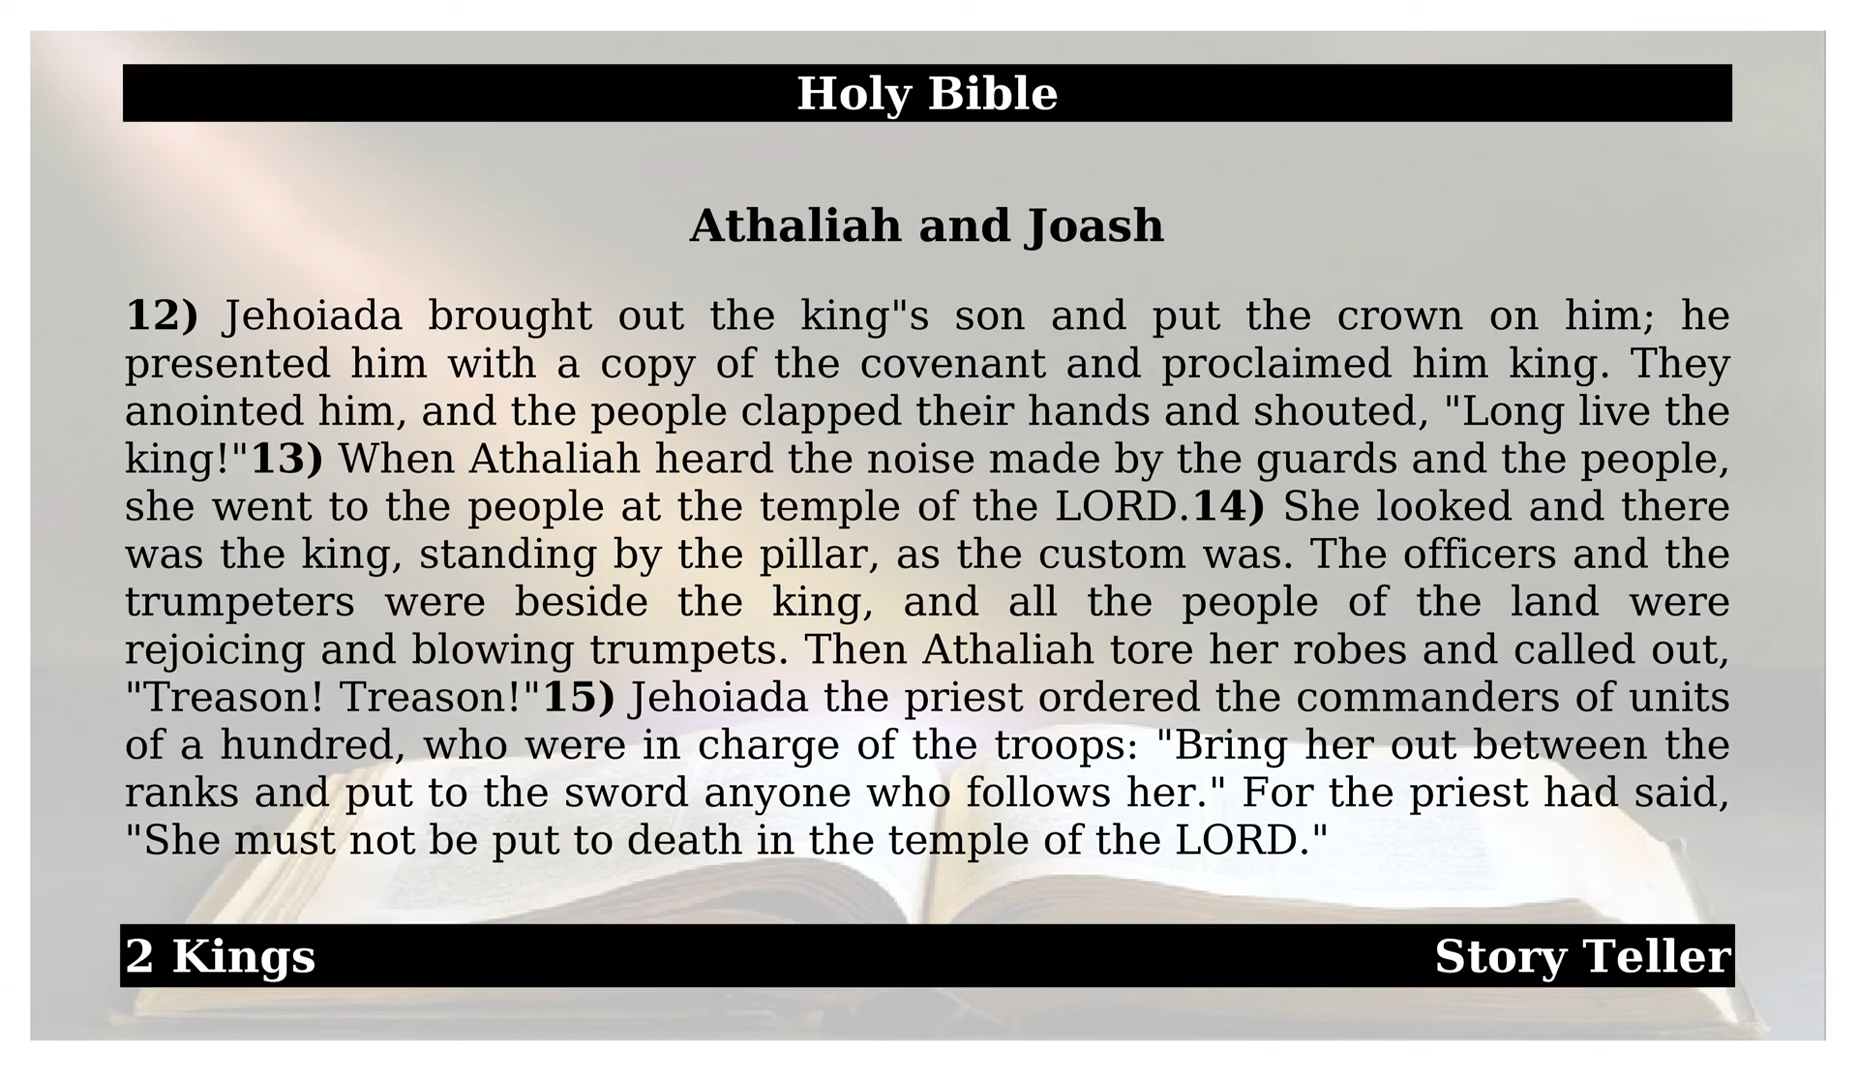 Holy Bible
Athaliah and Joash
12) Jehoiada brought out the king"s son and put the crown on him; he
presented him with a copy of the covenant and proclaimed him king. They
anointed him, and the people clapped their hands and shouted, "Long live the
king!"13) When Athaliah heard the noise made by the guards and the people,
she went to the people at the temple of the LORD.14) She looked and there
was the king, standing by the pillar, as the custom was. The officers and the
trumpeters were beside the king, and all the people of the land were
rejoicing and blowing trumpets. Then Athaliah tore her robes and called out,
"Treason! Treason!"15) Jehoiada the priest ordered the commanders of units
of a hundred, who were in charge of the troops: "Bring her out between the
ranks and put to the sword anyone who follows her." For the priest had said,
"She must not be put to death in the temple of the LORD."
2 Kings
Story Teller